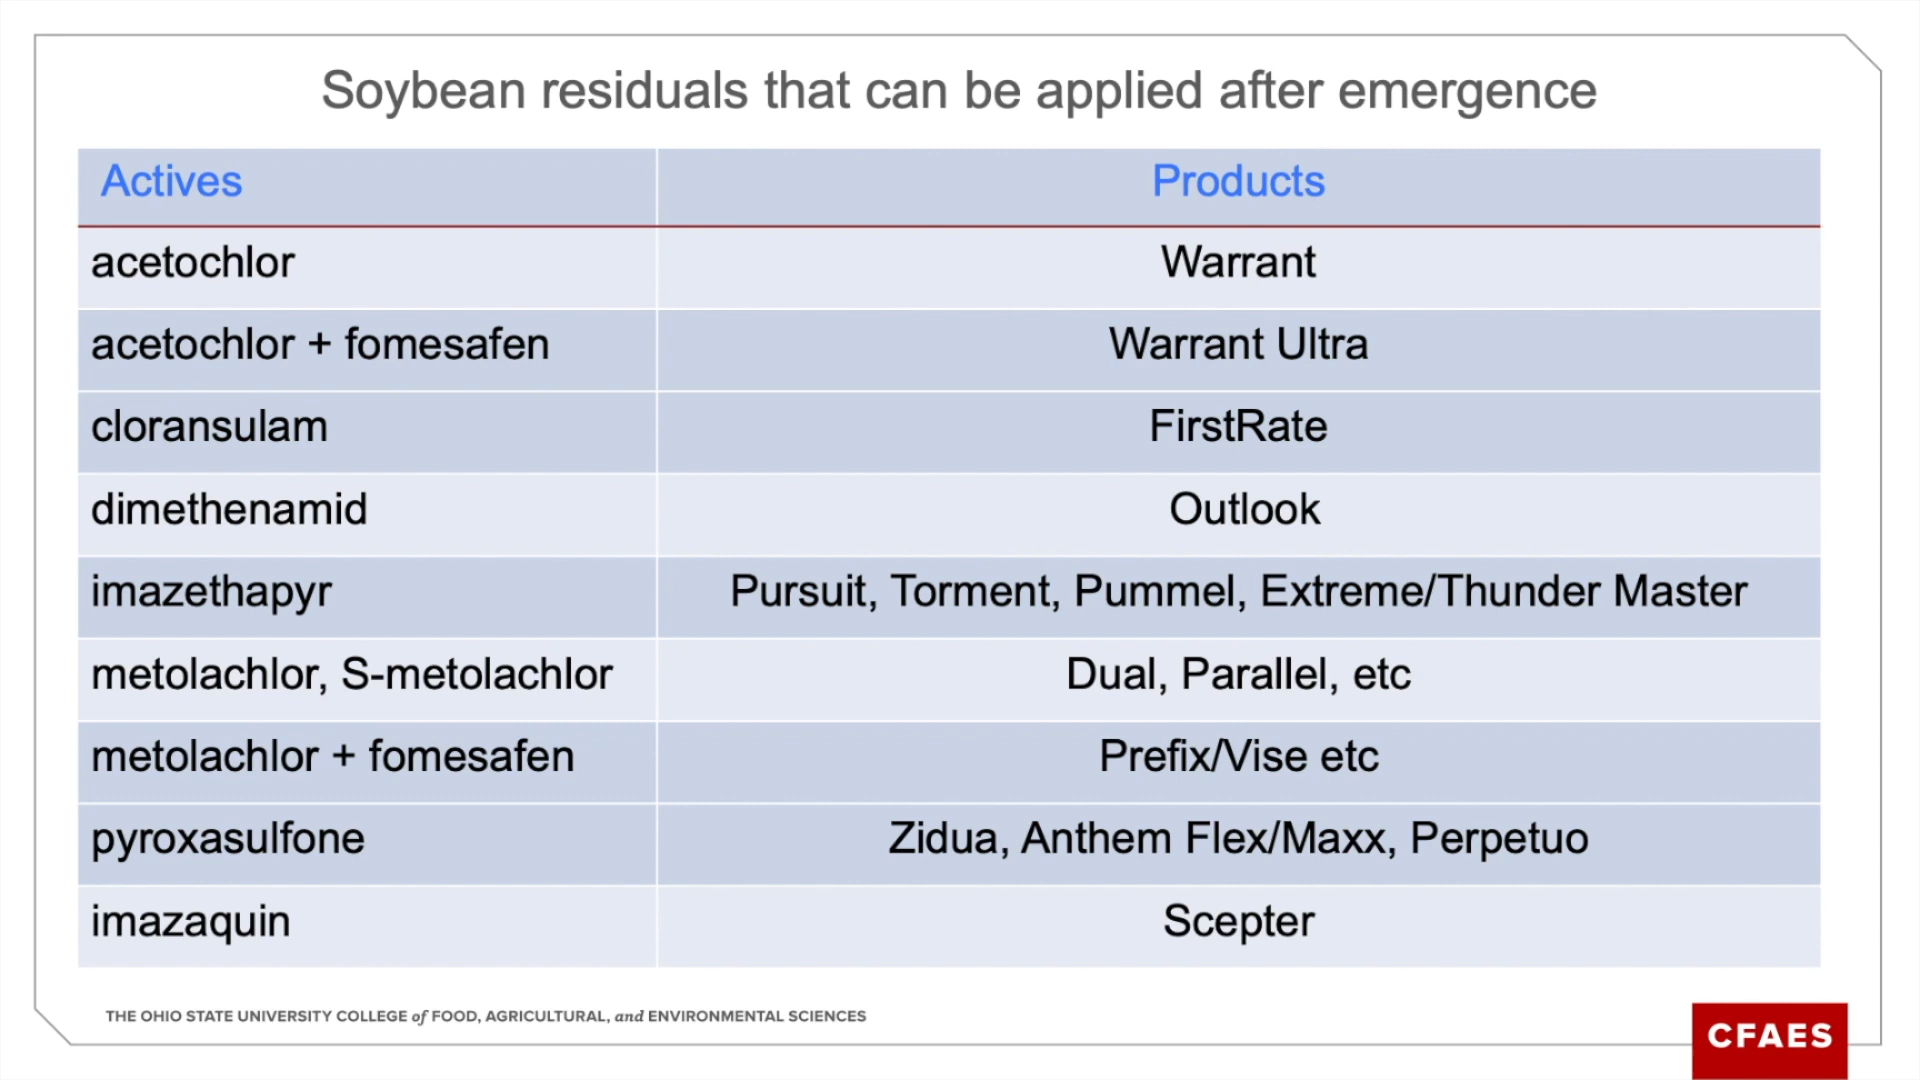 Soybean residuals that can be applied after emergence
Actives Products
acetochlor Warrant
acetochlor + fomesafen Warrant Ultra
cloransulam FirstRate
dimethenamid Outlook
imazethapyr Pursuit, Torment, Pummel, Extreme/Thunder Master
metolachlor, S-metolachlor Dual, Parallel, etc
metolachlor + fomesafen Prefix/Vise etc
pyroxasulfone Zidua, Anthem Flex/Maxx, Perpetuo
imazaquin Scepter
THE OHIO STATE UNIVERSITY COLLEGE of FOOD, AGRICULTURAL, and ENVIRONMENTAL SCIENCES
CFAES